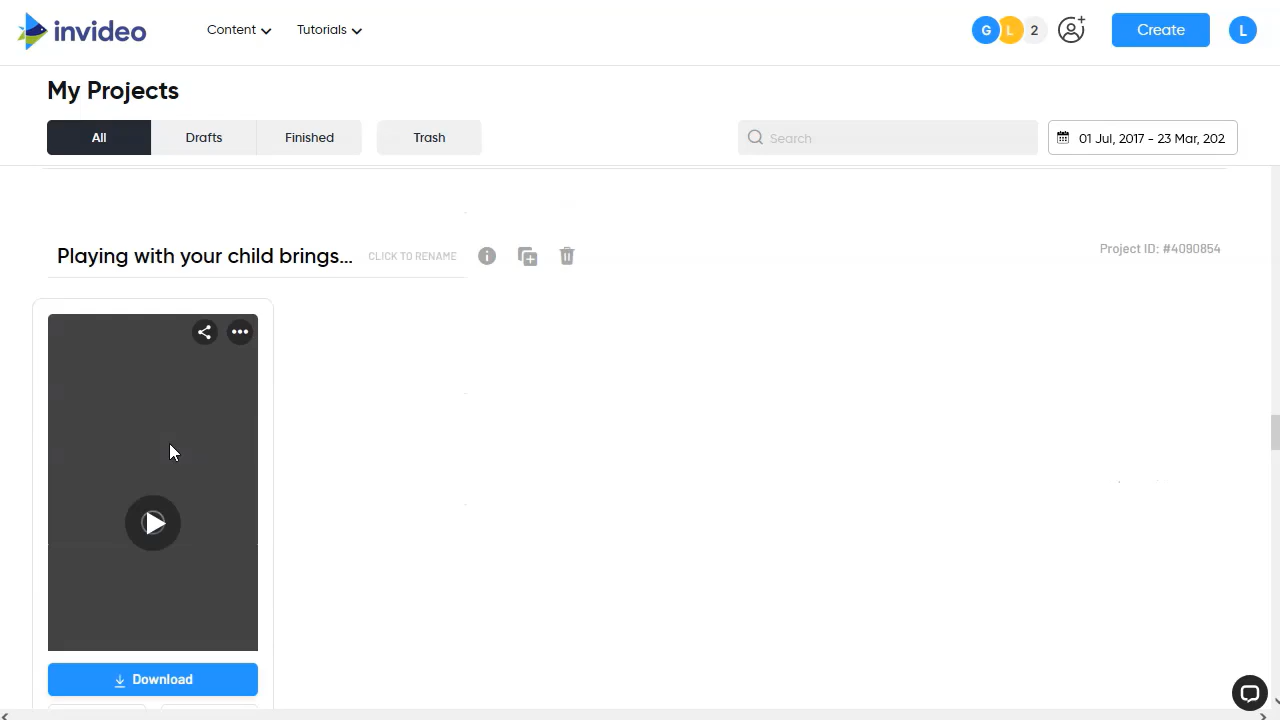 invideo
Content
Tutorials
G L 2
Create
L
My Projects
All
Drafts
Finished
Trash
Search
01 Jul, 2017 - 23 Mar, 202
Playing with your child brings...
CLICK TO RENAME
Project ID: #4090854
Download